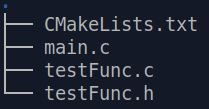 .
├── CMakeLists.txt
├── main.c
├── testFunc.c
└── testFunc.h